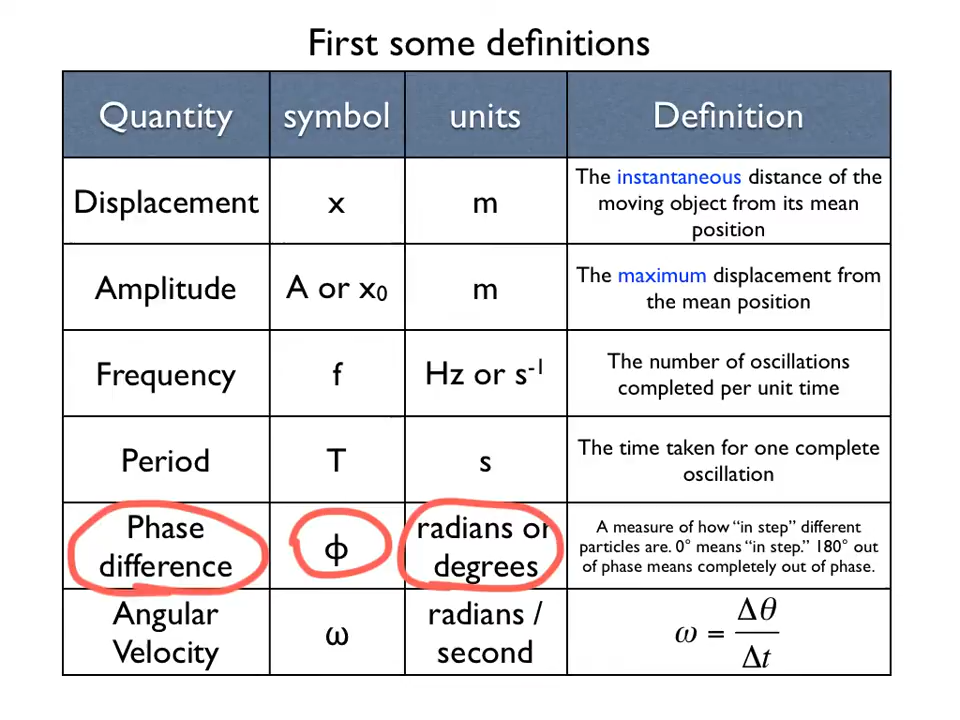 First some definitions
Quantity symbol units Definition
Displacement x m The instantaneous distance of the
moving object from its mean
position
Amplitude A or x₀ m The maximum displacement from
the mean position
Frequency f Hz or s⁻¹ The number of oscillations
completed per unit time
Period T s The time taken for one complete
oscillation
Phase
difference ϕ radians or
degrees A measure of how “in step” different
particles are. 0° means “in step.” 180° out
of phase means completely out of phase.
Angular
Velocity ω radians /
second ω = Δθ
Δt